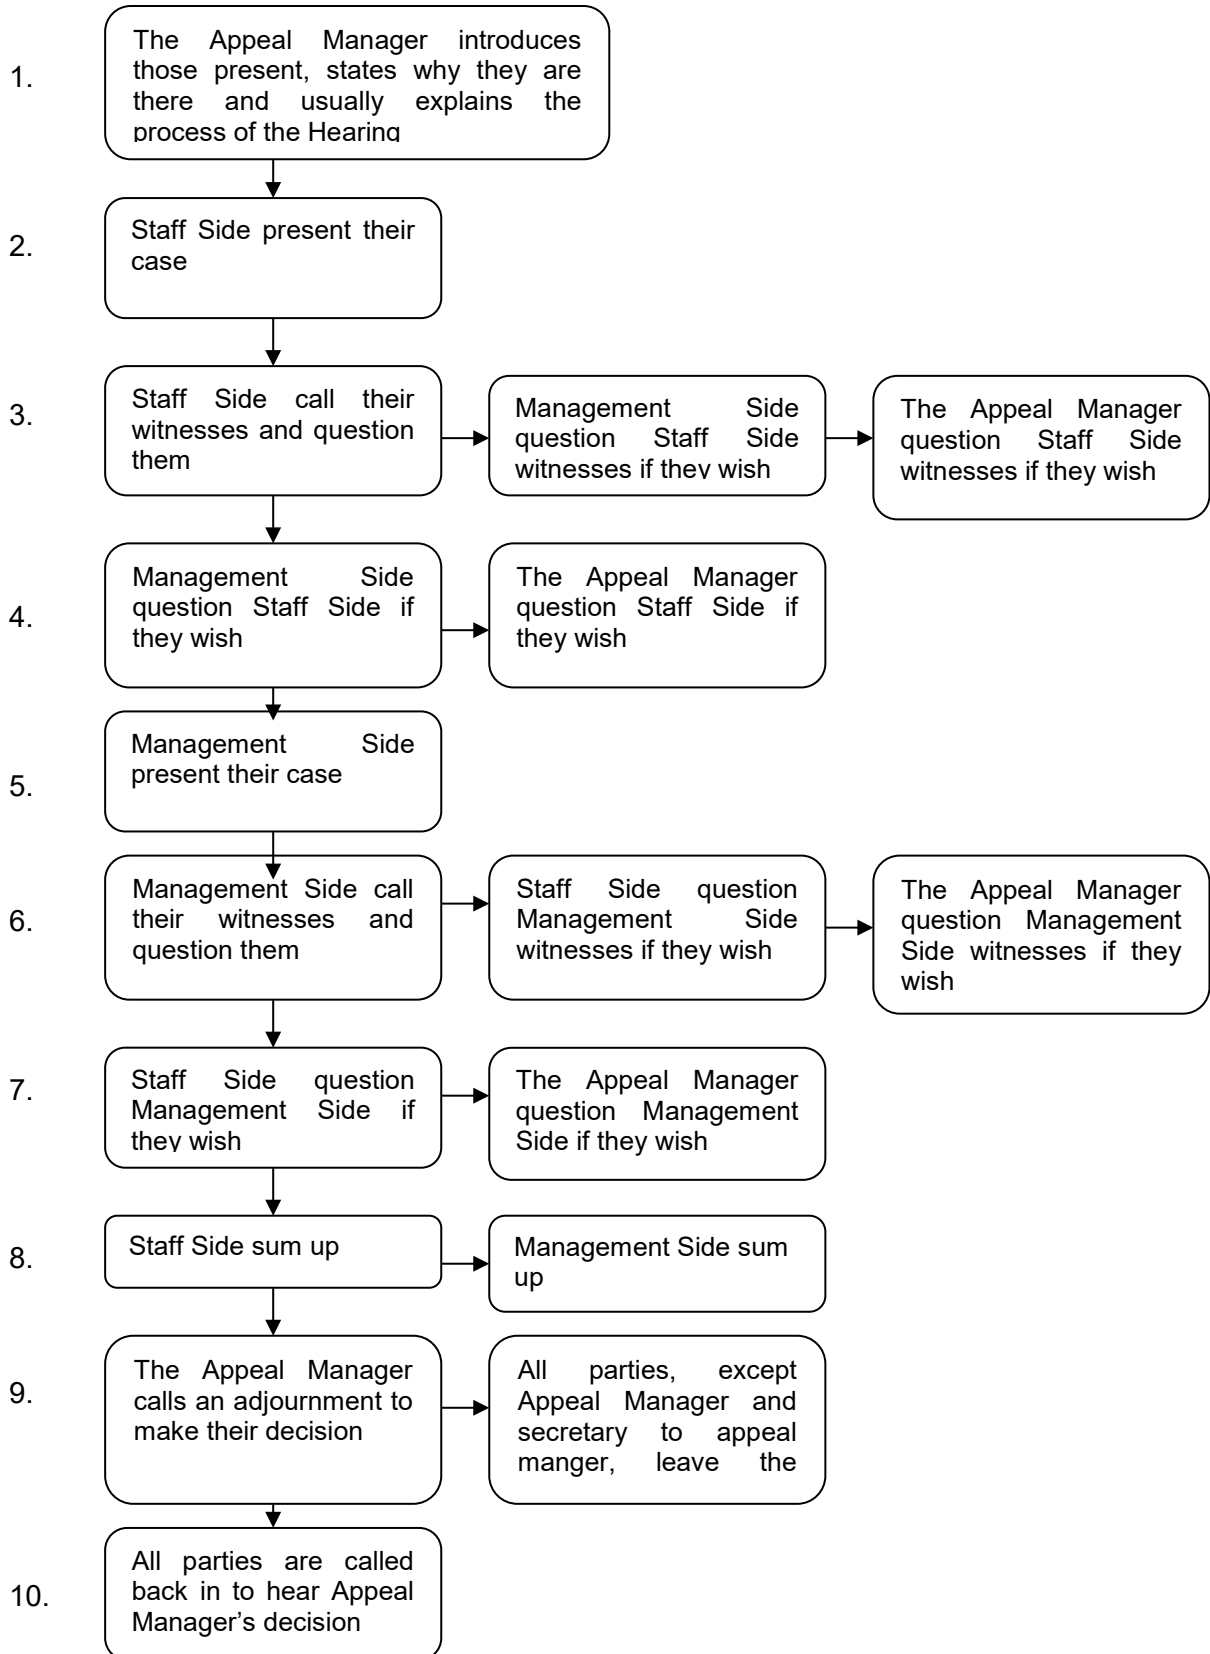 1.
The Appeal Manager introduces
those present, states why they are
there and usually explains the
process of the Hearing
2.
Staff Side present their
case
3.
Staff Side call their
witnesses and question
them
Management Side
question Staff Side
witnesses if they wish
The Appeal Manager
question Staff Side
witnesses if they wish
4.
Management Side
question Staff Side if
they wish
The Appeal Manager
question Staff Side if
they wish
5.
Management Side
present their case
6.
Management Side call
their witnesses and
question them
Staff Side question
Management Side
witnesses if they wish
The Appeal Manager
question Management
Side witnesses if they
wish
7.
Staff Side question
Management Side if
they wish
The Appeal Manager
question Management
Side if they wish
8.
Staff Side sum up
Management Side sum
up
9.
The Appeal Manager
calls an adjournment to
make their decision
All parties, except
Appeal Manager and
secretary to appeal
manger, leave the
10.
All parties are called
back in to hear Appeal
Manager's decision